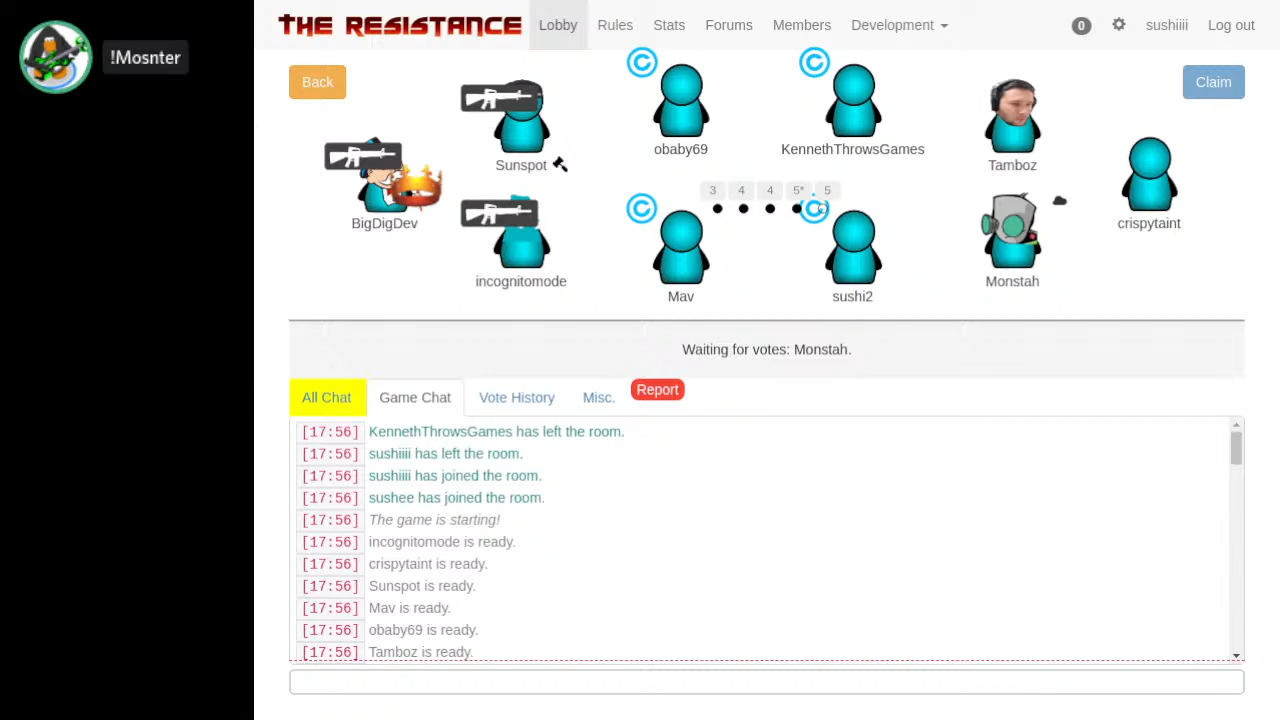 !Mosnter
THE RESISTANCE
Lobby
Rules
Stats
Forums
Members
Development
0
sushiiii
Log out
Back
Claim
Sunspot
obaby69
KennethThrowsGames
Tamboz
BigDigDev
crispytaint
3 4 4 5* 5
incognitomode
Mav
sushi2
Monstah
Waiting for votes: Monstah.
All Chat
Game Chat
Vote History
Misc.
Report
[17:56] KennethThrowsGames has left the room.
[17:56] sushiiii has left the room.
[17:56] sushiiii has joined the room.
[17:56] sushee has joined the room.
[17:56] The game is starting!
[17:56] incognitomode is ready.
[17:56] crispytaint is ready.
[17:56] Sunspot is ready.
[17:56] Mav is ready.
[17:56] obaby69 is ready.
[17:56] Tamboz is ready.